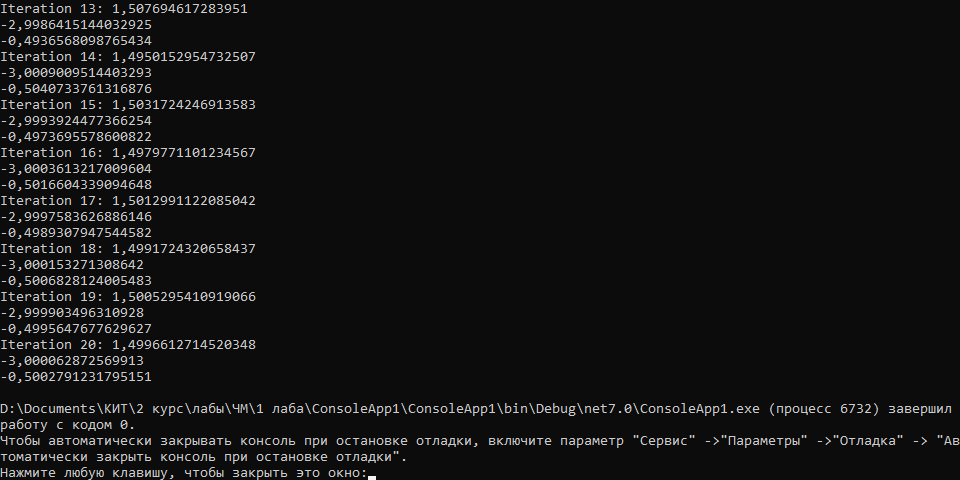 Iteration 13: 1,507694617283951
-2,9986415144032925
-0,4936568098765434
Iteration 14: 1,4950152954732507
-3,0009009514403293
-0,5040733761316876
Iteration 15: 1,5031724246913583
-2,9993924477366254
-0,4973695578600822
Iteration 16: 1,4979771101234567
-3,0003613217009604
-0,5016604339094648
Iteration 17: 1,5012991122085042
-2,9997583626886146
-0,4989307947544582
Iteration 18: 1,4991724320658437
-3,000153271308642
-0,5006828124005483
Iteration 19: 1,5005295410919066
-2,999903496310928
-0,4995647677629627
Iteration 20: 1,4996612714520348
-3,000062872569913
-0,5002791231795151
D:\Documents\КИТ\2 курс\лабы\ЧМ\1 лаба\ConsoleApp1\ConsoleApp1\bin\Debug\net7.0\ConsoleApp1.exe (процесс 6732) завершил
работу с кодом 0.
Чтобы автоматически закрывать консоль при остановке отладки, включите параметр "Сервис" ->"Параметры" ->"Отладка" -> "Ав
томатически закрыть консоль при остановке отладки".
Нажмите любую клавишу, чтобы закрыть это окно: